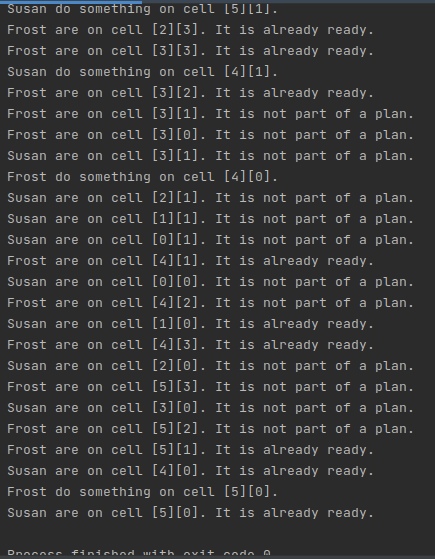 Susan do something on cell [5][1].
Frost are on cell [2][3]. It is already ready.
Frost are on cell [3][3]. It is already ready.
Susan do something on cell [4][1].
Frost are on cell [3][2]. It is already ready.
Frost are on cell [3][1]. It is not part of a plan.
Frost are on cell [3][0]. It is not part of a plan.
Susan are on cell [3][1]. It is not part of a plan.
Frost do something on cell [4][0].
Susan are on cell [2][1]. It is not part of a plan.
Susan are on cell [1][1]. It is not part of a plan.
Susan are on cell [0][1]. It is not part of a plan.
Frost are on cell [4][1]. It is already ready.
Susan are on cell [0][0]. It is not part of a plan.
Frost are on cell [4][2]. It is not part of a plan.
Susan are on cell [1][0]. It is already ready.
Frost are on cell [4][3]. It is already ready.
Susan are on cell [2][0]. It is not part of a plan.
Frost are on cell [5][3]. It is not part of a plan.
Susan are on cell [3][0]. It is not part of a plan.
Frost are on cell [5][2]. It is not part of a plan.
Frost are on cell [5][1]. It is already ready.
Susan are on cell [4][0]. It is already ready.
Frost do something on cell [5][0].
Susan are on cell [5][0]. It is already ready.
Process finished with exit code 0